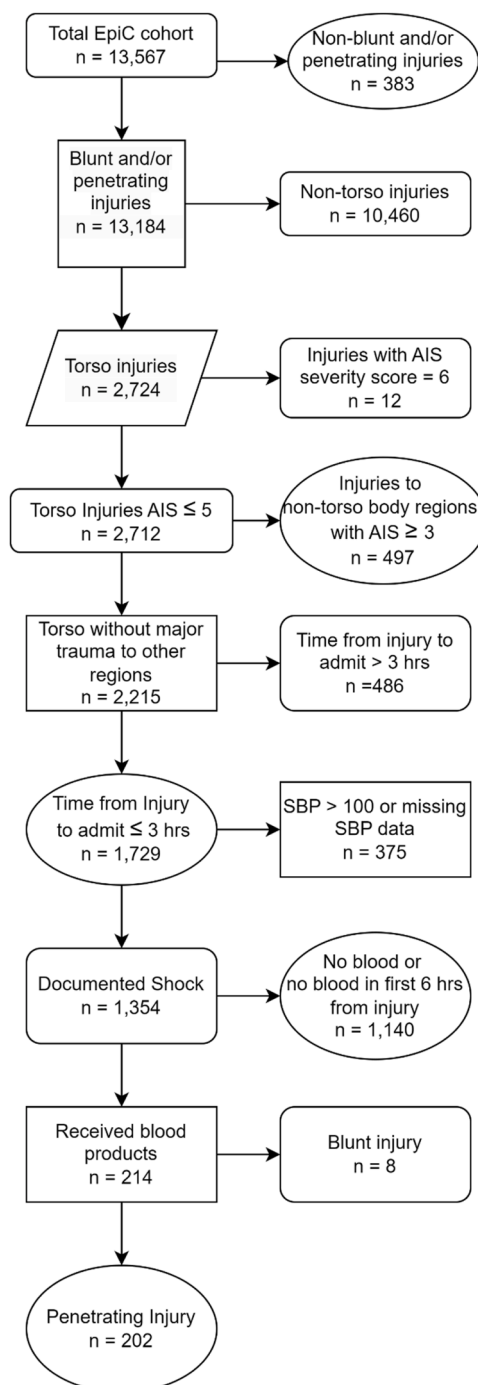 Total EpiC cohort
n = 13,567
Non-blunt and/or
penetrating injuries
n = 383
Blunt and/or
penetrating
injuries
n = 13,184
Non-torso injuries
n = 10,460
Torso injuries
n = 2,724
Injuries with AIS
severity score = 6
n = 12
Torso Injuries AIS ≤ 5
n = 2,712
Injuries to
non-torso body regions
with AIS ≥ 3
n = 497
Torso without major
trauma to other
regions
n = 2,215
Time from injury to
admit > 3 hrs
n =486
Time from Injury
to admit ≤ 3 hrs
n = 1,729
SBP > 100 or missing
SBP data
n = 375
Documented Shock
n = 1,354
No blood or
no blood in first 6 hrs
from injury
n = 1,140
Received blood
products
n = 214
Blunt injury
n = 8
Penetrating Injury
n = 202